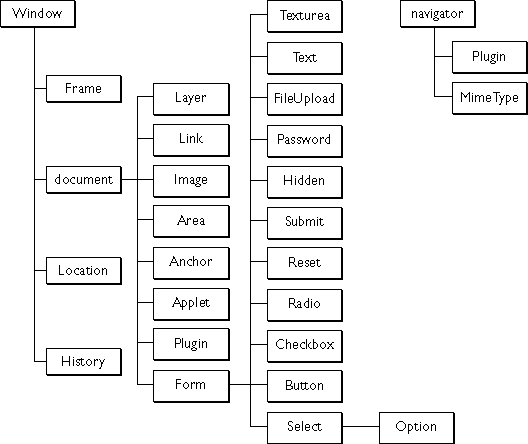 Window
Frame
document
Location
History
Layer
Link
Image
Area
Anchor
Applet
Plugin
Form
Texturea
Text
FileUpload
Password
Hidden
Submit
Reset
Radio
Checkbox
Button
Select
Option
navigator
Plugin
MimeType